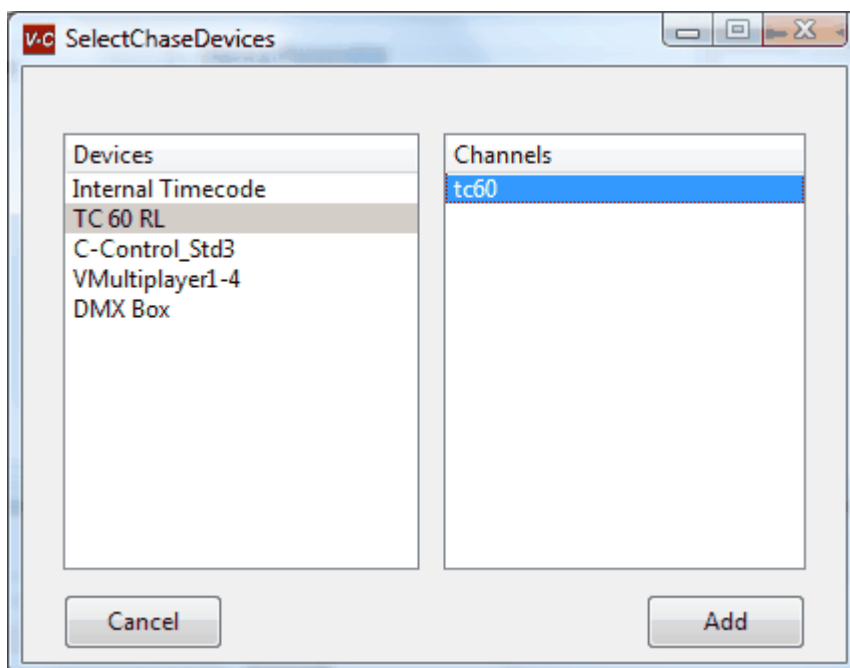 V-C SelectChaseDevices
Devices
Internal Timecode
TC 60 RL
C-Control_Std3
VMultiplayer1-4
DMX Box
Channels
tc60
Cancel
Add